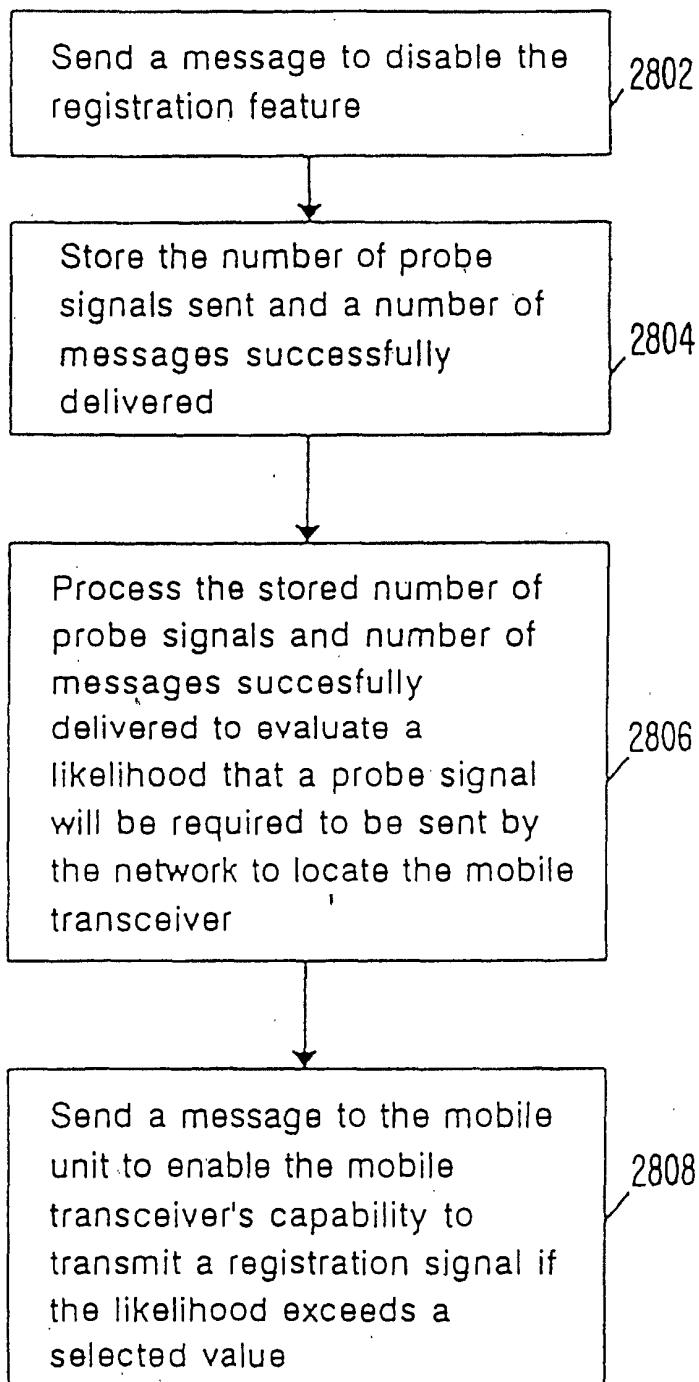 Send a message to disable the
registration feature
2802
Store the number of probe
signals sent and a number of
messages successfully
delivered
2804
Process the stored number of
probe signals and number of
messages succesfully
delivered to evaluate a
likelihood that a probe signal
will be required to be sent by
the network to locate the mobile
transceiver
2806
Send a message to the mobile
unit to enable the mobile
transceiver's capability to
transmit a registration signal if
the likelihood exceeds a
selected value
2808